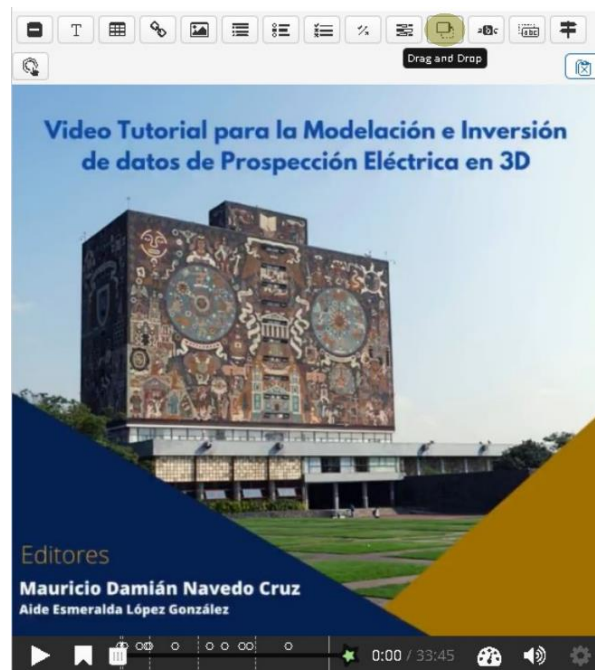 T
Drag and Drop
Video Tutorial para la Modelación e Inversión
de datos de Prospección Eléctrica en 3D
Editores
Mauricio Damián Navedo Cruz
Aide Esmeralda López González
0:00 / 33:45